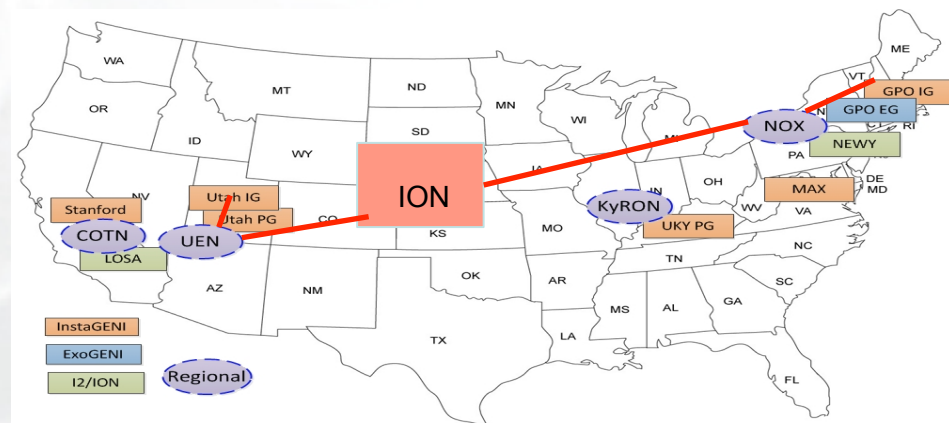 WA
MT
ND
MN
VT
ME
OR
ID
SD
WI
GPO IG
GPO EG
RI
NOX
NEWY
WY
IA
PA
ION
NV
Utah IG
Utah PG
CO
Stanford
COTN
LOSA
UEN
KS
MO
IN
OH
KyRON
UKY PG
WV
MAX
DE
MD
VA
AZ
NM
OK
AR
TN
NC
SC
MS
AL
GA
TX
LA
FL
InstaGENI
ExoGENI
I2/ION
Regional